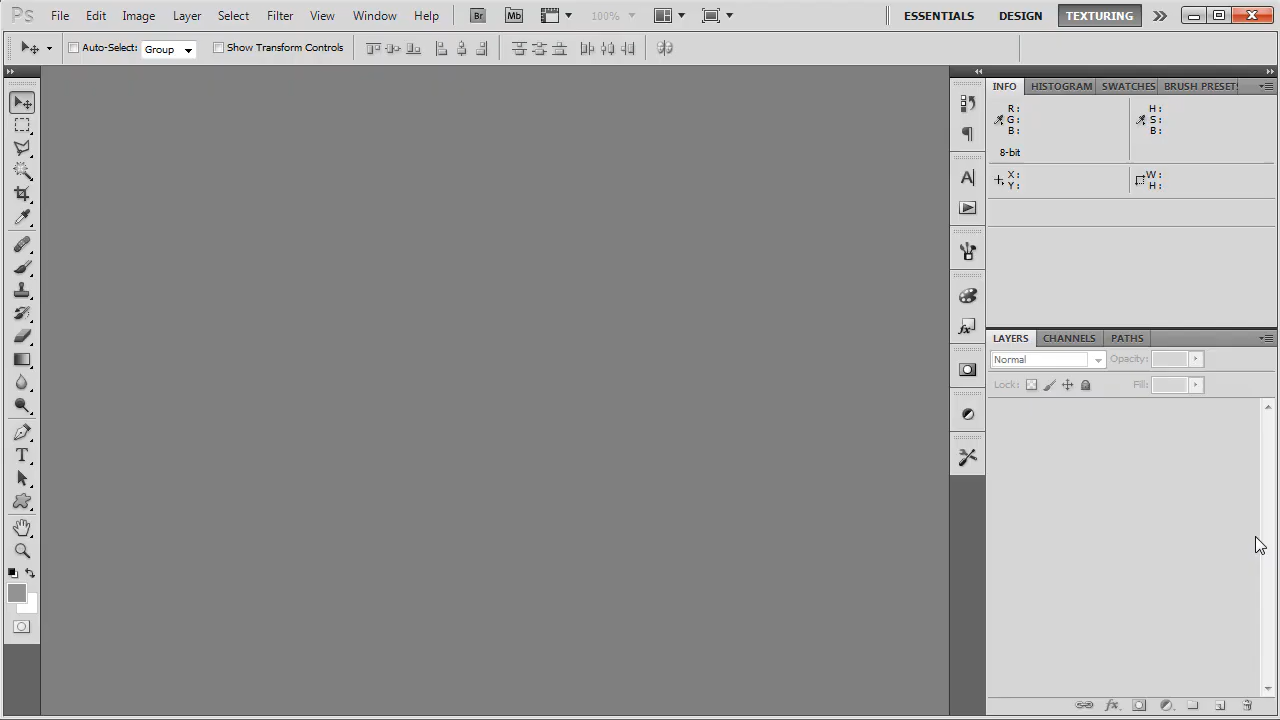 Ps File Edit Image Layer Select Filter View Window Help Br Mb 100% ESSENTIALS DESIGN TEXTURING
Auto-Select: Group Show Transform Controls
INFO HISTOGRAM SWATCHES BRUSH PRESET
R: H:
G: S:
B: B:
8-bit
X: W:
Y: H:
LAYERS CHANNELS PATHS
Normal Opacity:
Lock: Fill: